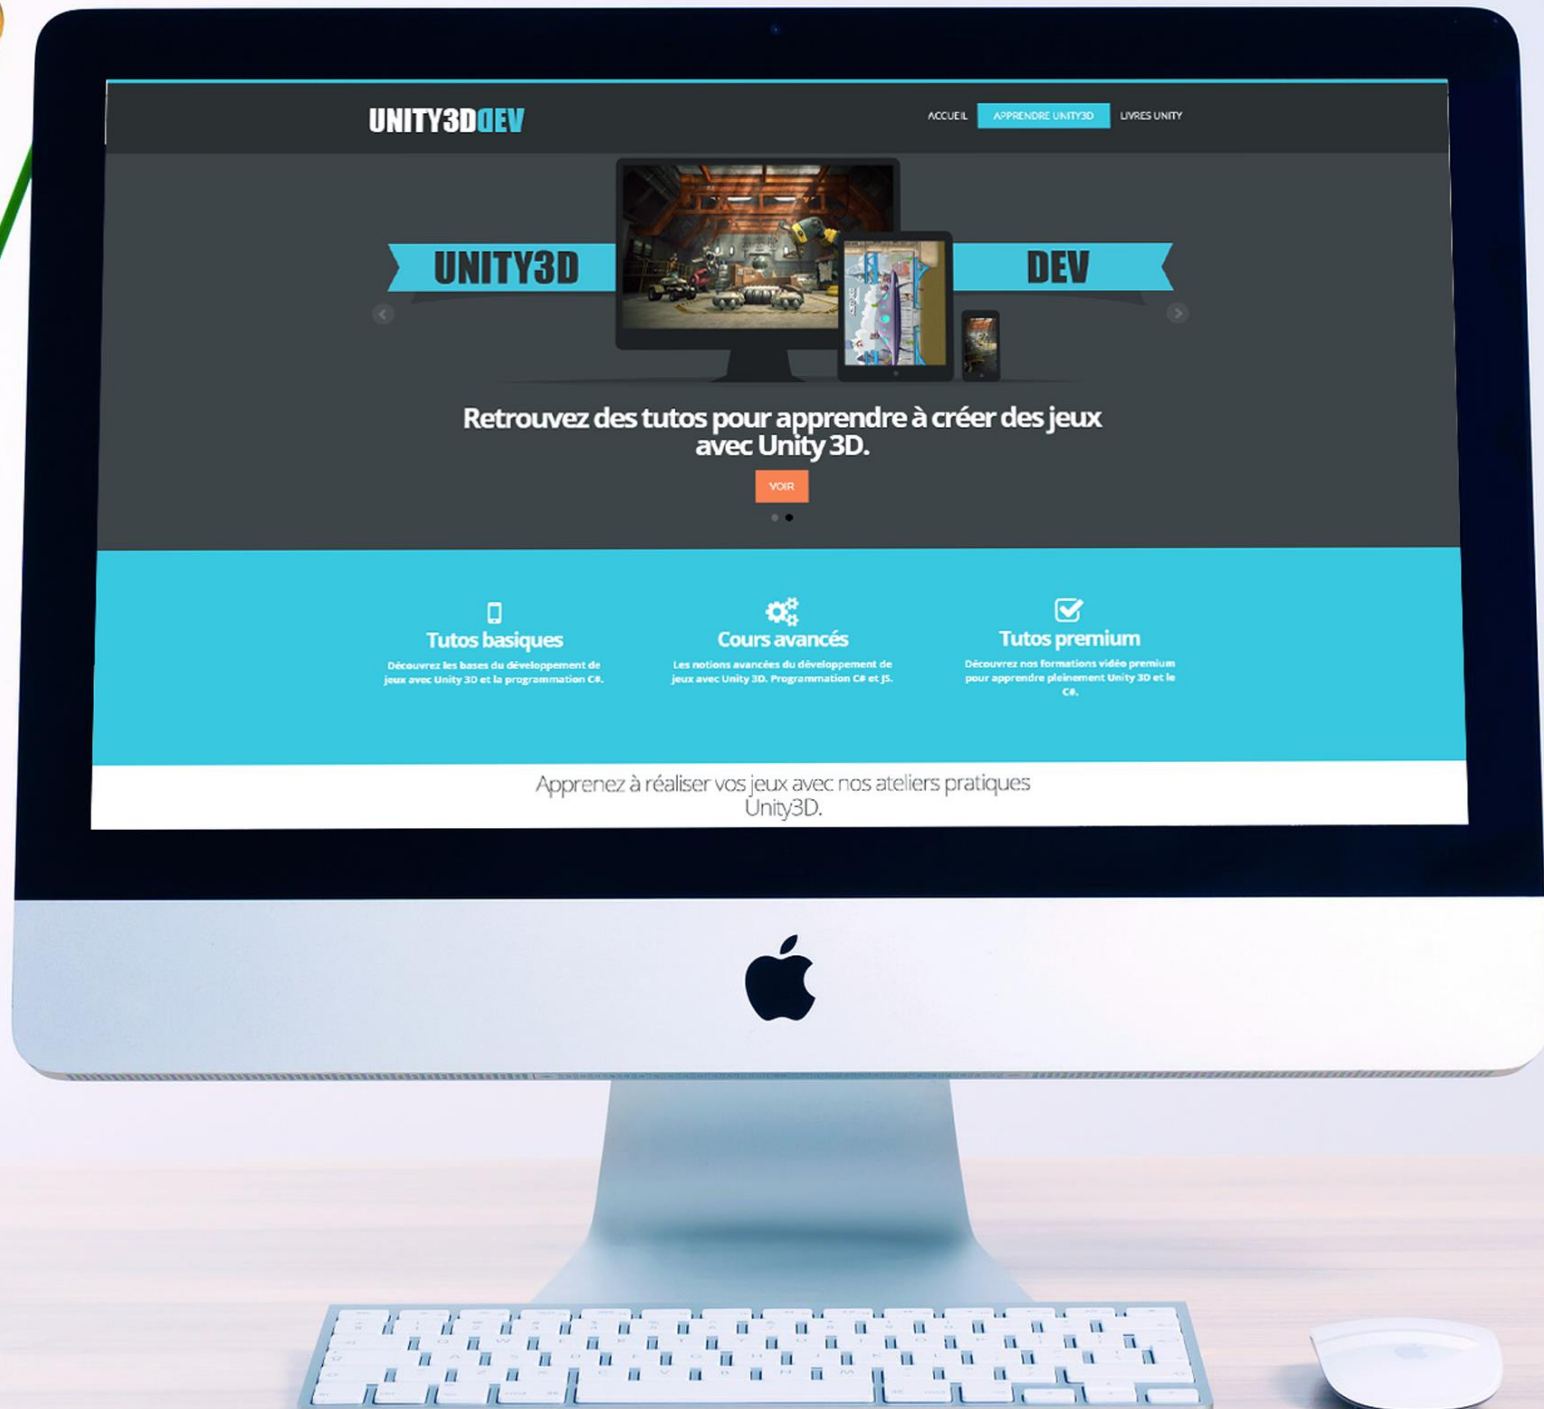 UNITY3DDEV
ACCUEIL APPRENDRE UNITY3D LIVRES UNITY
UNITY3D DEV
Retrouvez des tutos pour apprendre à créer des jeux
avec Unity 3D.
VOIR
Tutos basiques
Découvrez les bases du développement de
jeux avec Unity 3D et la programmation C#.
Cours avancés
Les notions avancées du développement de
jeux avec Unity 3D. Programmation C# et JS.
Tutos premium
Découvrez nos formations vidéo premium
pour apprendre pleinement Unity 3D et le
C#.
Apprenez à réaliser vos jeux avec nos ateliers pratiques
Unity3D.